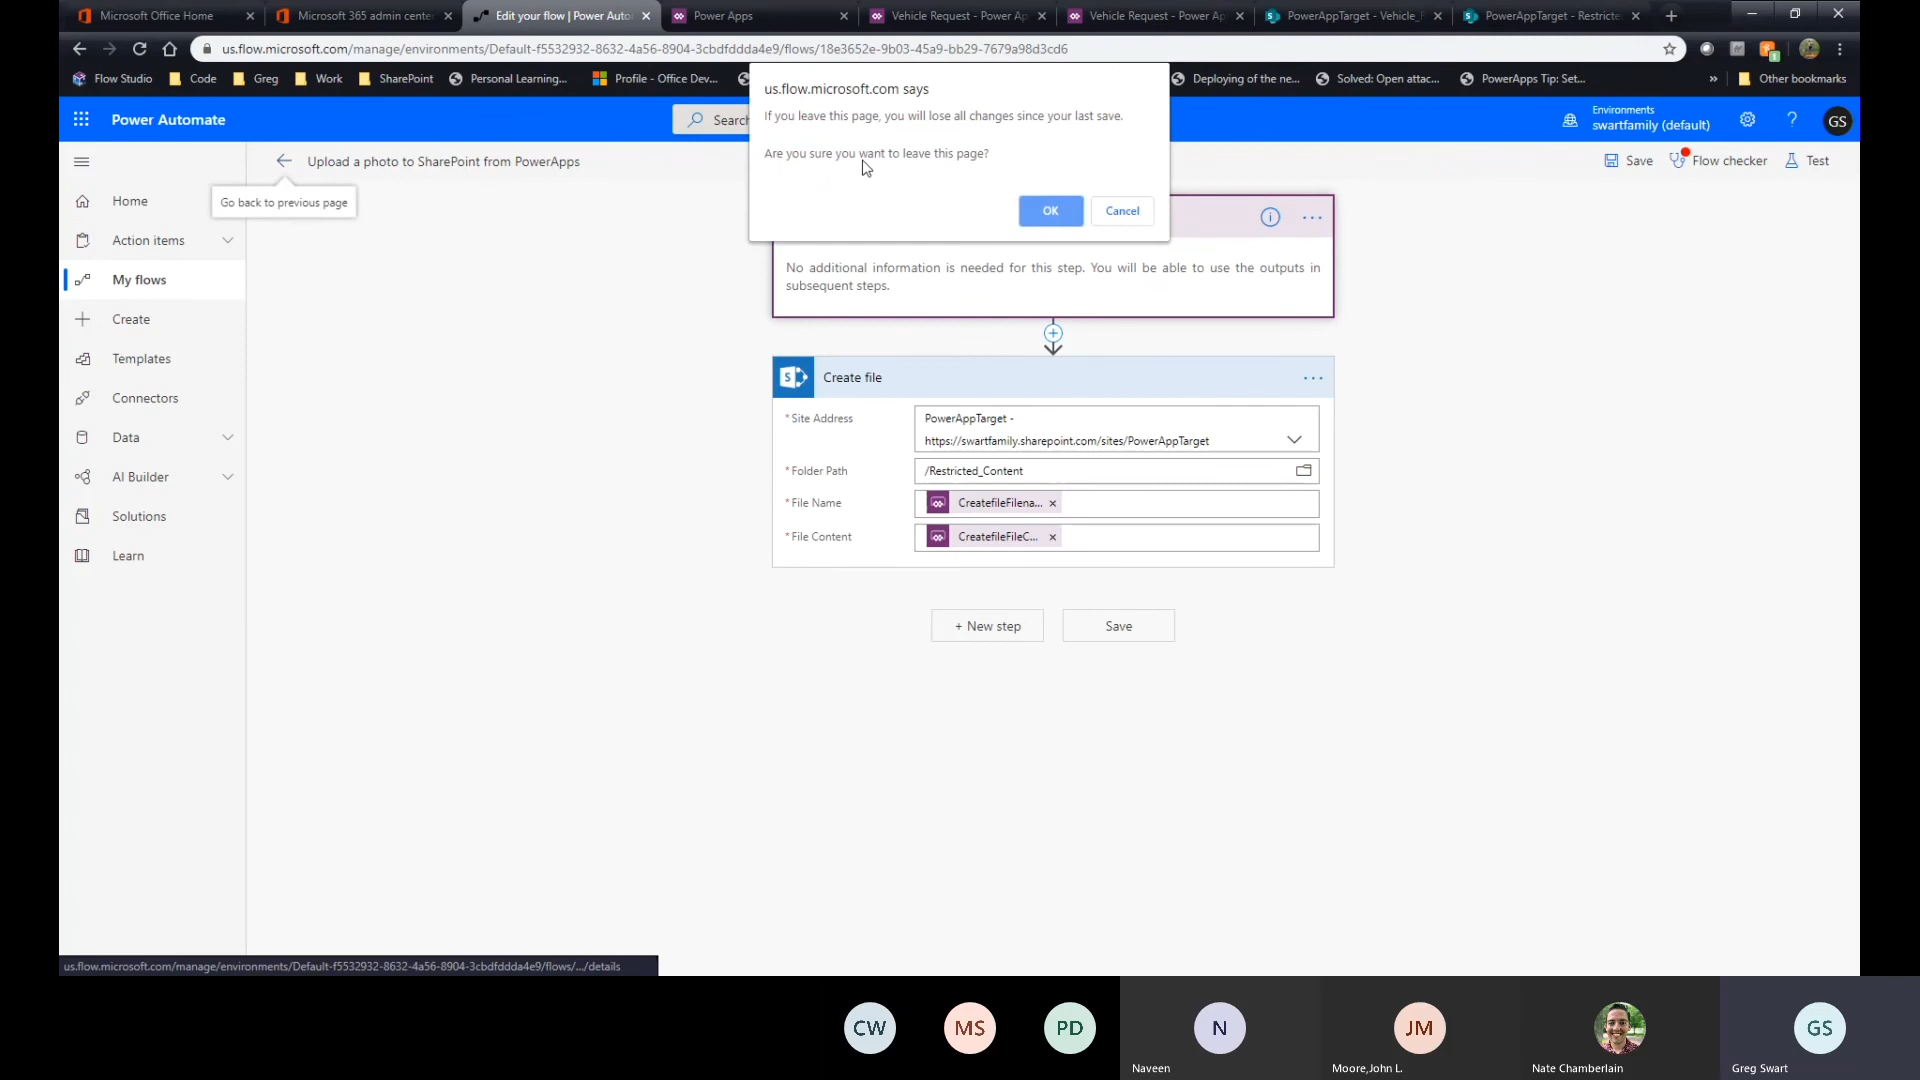 Microsoft Office Home
Microsoft 365 admin cente
Edit your flow | Power Auto
Power Apps
Vehicle Request - Power Ap
Vehicle Request - Power Ap
PowerAppTarget - Vehicle_
PowerAppTarget - Restricte
us.flow.microsoft.com/manage/environments/Default-f5532932-8632-4a56-8904-3cbdfddda4e9/flows/18e3652e-9b03-45a9-bb29-7679a98d3cd6
Flow Studio
Code
Greg
Work
SharePoint
Personal Learning...
Profile - Office Dev...
Deploying of the ne...
Solved: Open attac...
PowerApps Tip: Set...
»
Other bookmarks
us.flow.microsoft.com says
If you leave this page, you will lose all changes since your last save.
Are you sure you want to leave this page?
OK
Cancel
Power Automate
Search
Environments
swartfamily (default)
?
GS
Upload a photo to SharePoint from PowerApps
Save
Flow checker
Test
Go back to previous page
Home
Action items
My flows
Create
Templates
Connectors
Data
AI Builder
Solutions
Learn
No additional information is needed for this step. You will be able to use the outputs in
subsequent steps.
Create file
* Site Address
PowerAppTarget -
https://swartfamily.sharepoint.com/sites/PowerAppTarget
* Folder Path
/Restricted_Content
* File Name
CreatefileFilena... ×
* File Content
CreatefileFileC... ×
+ New step
Save
us.flow.microsoft.com/manage/environments/Default-f5532932-8632-4a56-8904-3cbdfddda4e9/flows/.../details
CW
MS
PD
N
Naveen
JM
Moore,John L.
Nate Chamberlain
GS
Greg Swart